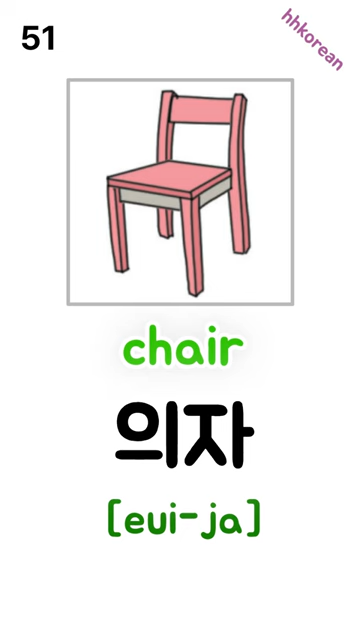 51
hhkorean
chair
의자
[eui-ja]